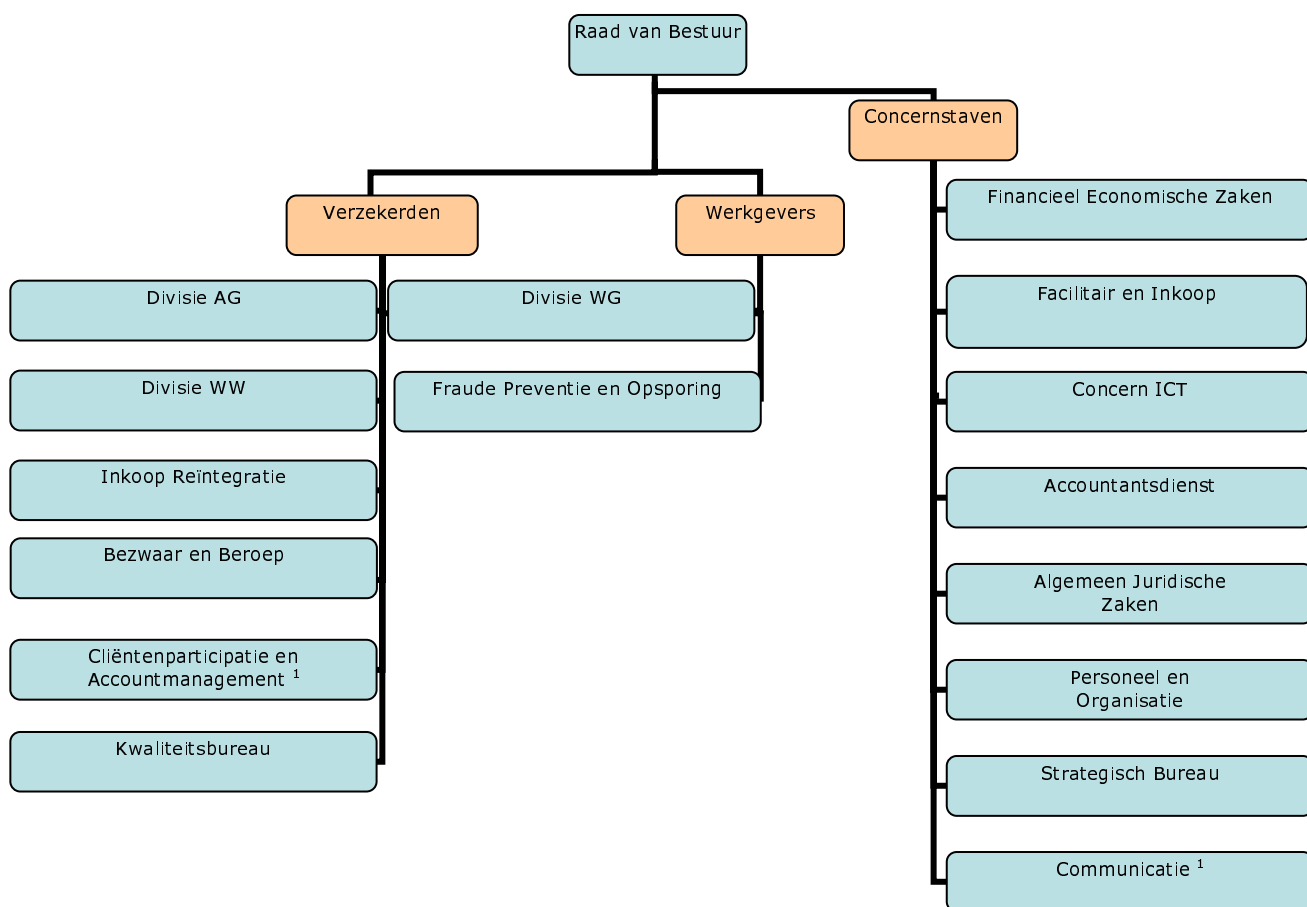 Raad van Bestuur
Concernstaven
Verzekerden
Werkgevers
Divisie AG
Divisie WW
Inkoop Reïntegratie
Bezwaar en Beroep
Cliëntenparticipatie en
Accountmanagement ¹
Kwaliteitsbureau
Divisie WG
Fraude Preventie en Opsporing
Financieel Economische Zaken
Facilitair en Inkoop
Concern ICT
Accountantsdienst
Algemeen Juridische
Zaken
Personeel en
Organisatie
Strategisch Bureau
Communicatie ¹